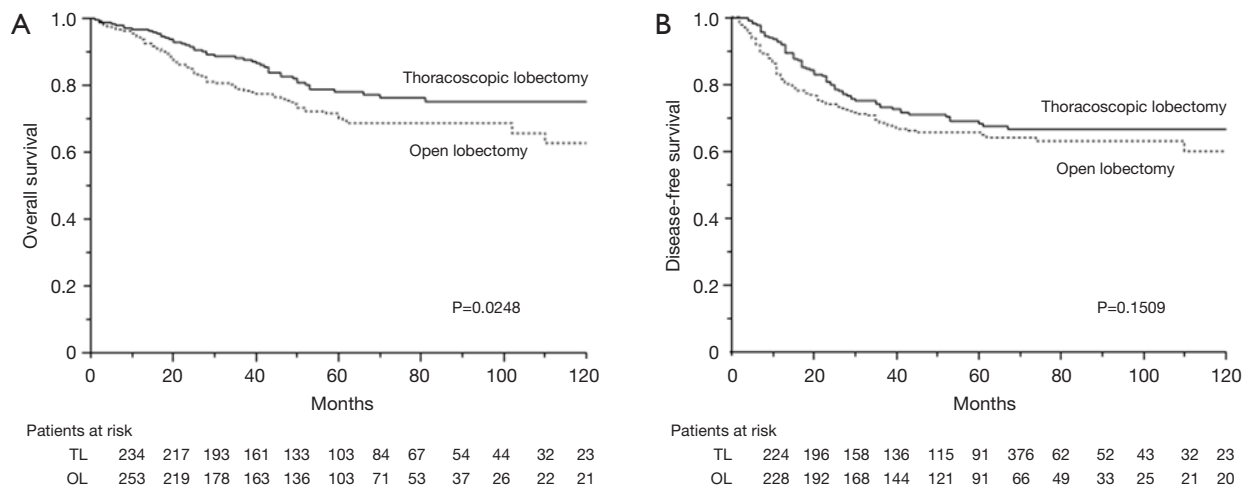 A
1.0
0.8
0.6
0.4
0.2
0
Overall survival
Thoracoscopic lobectomy
Open lobectomy
P=0.0248
0 20 40 60 80 100 120
Months
Patients at risk
TL 234 217 193 161 133 103 84 67 54 44 32 23
OL 253 219 178 163 136 103 71 53 37 26 22 21
B
1.0
0.8
0.6
0.4
0.2
0
Disease-free survival
Thoracoscopic lobectomy
Open lobectomy
P=0.1509
0 20 40 60 80 100 120
Months
Patients at risk
TL 224 196 158 136 115 91 376 62 52 43 32 23
OL 228 192 168 144 121 91 66 49 33 25 21 20